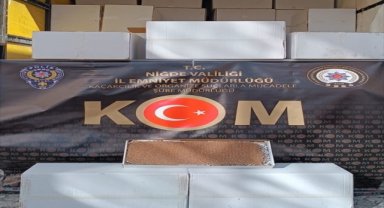 T.C.
NİĞDE VALİLİĞİ
İL EMNİYET MÜDÜRLÜĞÜ
KAÇAKÇILIK VE ORGANİZE SUÇLARLA MÜCADELE
ŞUBE MÜDÜRLÜĞÜ
KOM